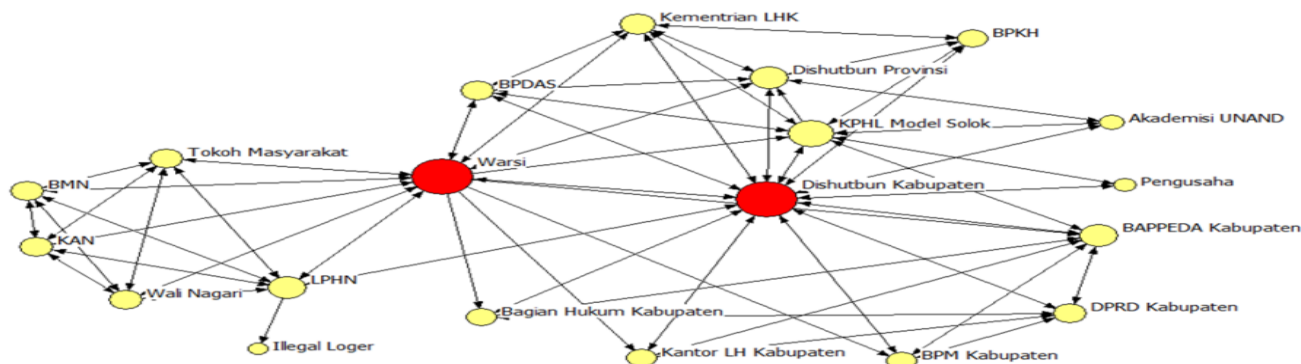 Kementrian LHK
BPKH
Dishutbun Provinsi
BPDAS
Akademisi UNAND
KPHL Model Solok
Tokoh Masyarakat
Warsi
BMN
Dishutbun Kabupaten
Pengusaha
BAPPEDA Kabupaten
KAN
LPHN
Wali Nagari
Bagian Hukum Kabupaten
DPRD Kabupaten
Illegal Loger
Kantor LH Kabupaten
BPM Kabupaten